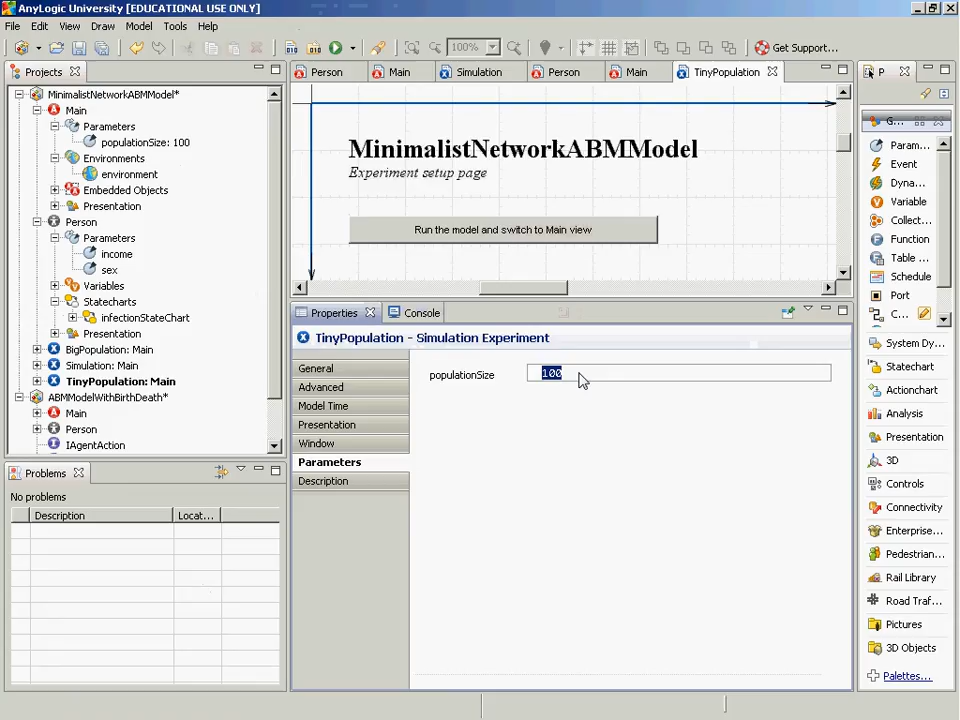 AnyLogic University [EDUCATIONAL USE ONLY]
File Edit View Draw Model Tools Help
100%
Get Support...
Projects
MinimalistNetworkABMModel*
Main
Parameters
populationSize: 100
Environments
environment
Embedded Objects
Presentation
Person
Parameters
income
sex
Variables
Statecharts
infectionStateChart
Presentation
BigPopulation: Main
Simulation: Main
TinyPopulation: Main
ABMModelWithBirthDeath*
Main
Person
IAgentAction
Problems
No problems
Description Locat...
Person Main Simulation Person Main TinyPopulation
MinimalistNetworkABMModel
Experiment setup page
Run the model and switch to Main view
Properties Console
TinyPopulation - Simulation Experiment
General
Advanced
Model Time
Presentation
Window
Parameters
Description
populationSize 100
P
G...
Param...
Event
Dyna...
Variable
Collect...
Function
Table ...
Schedule
Port
C...
System Dy...
Statechart
Actionchart
Analysis
Presentation
3D
Controls
Connectivity
Enterprise...
Pedestrian...
Rail Library
Road Traf...
Pictures
3D Objects
Palettes...